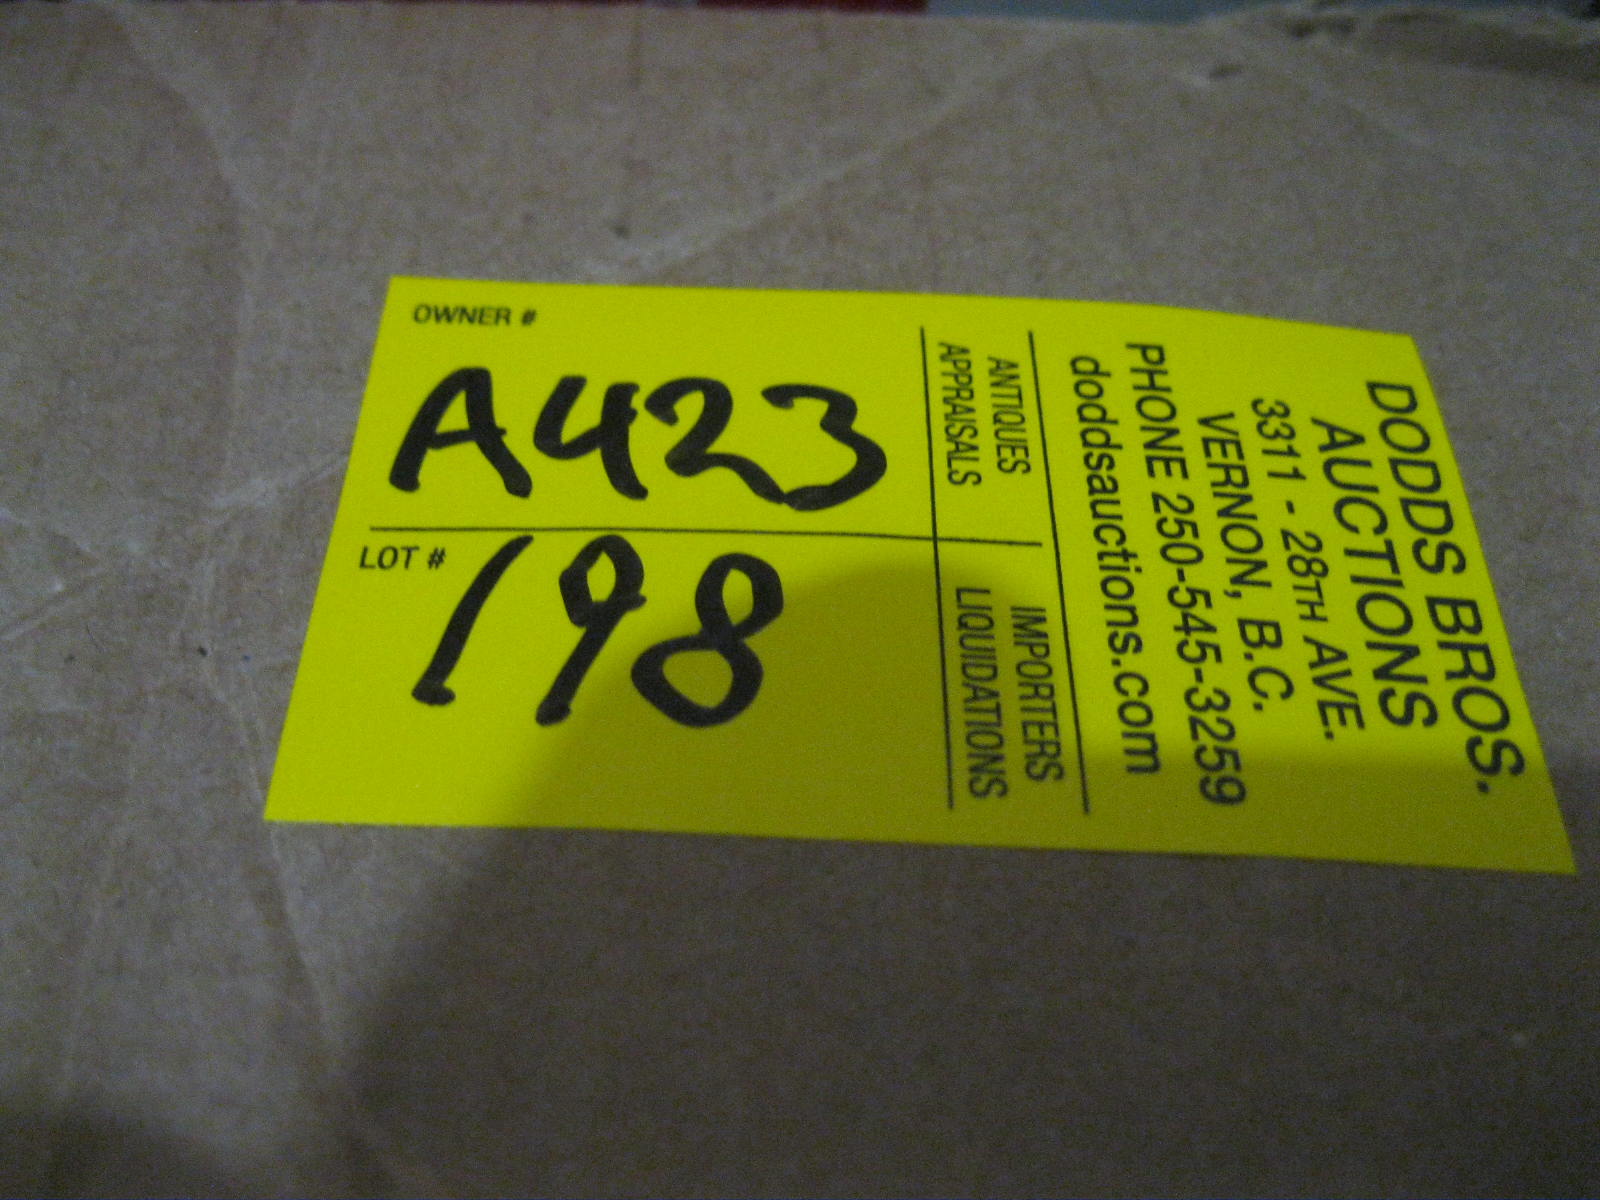 OWNER #
A423
LOT #
198
DODDS BROS.
AUCTIONS
3311 - 28TH AVE.
VERNON, B.C.
PHONE 250-545-3259
doddsauctions.com
ANTIQUES IMPORTERS
APPRAISALS LIQUIDATIONS